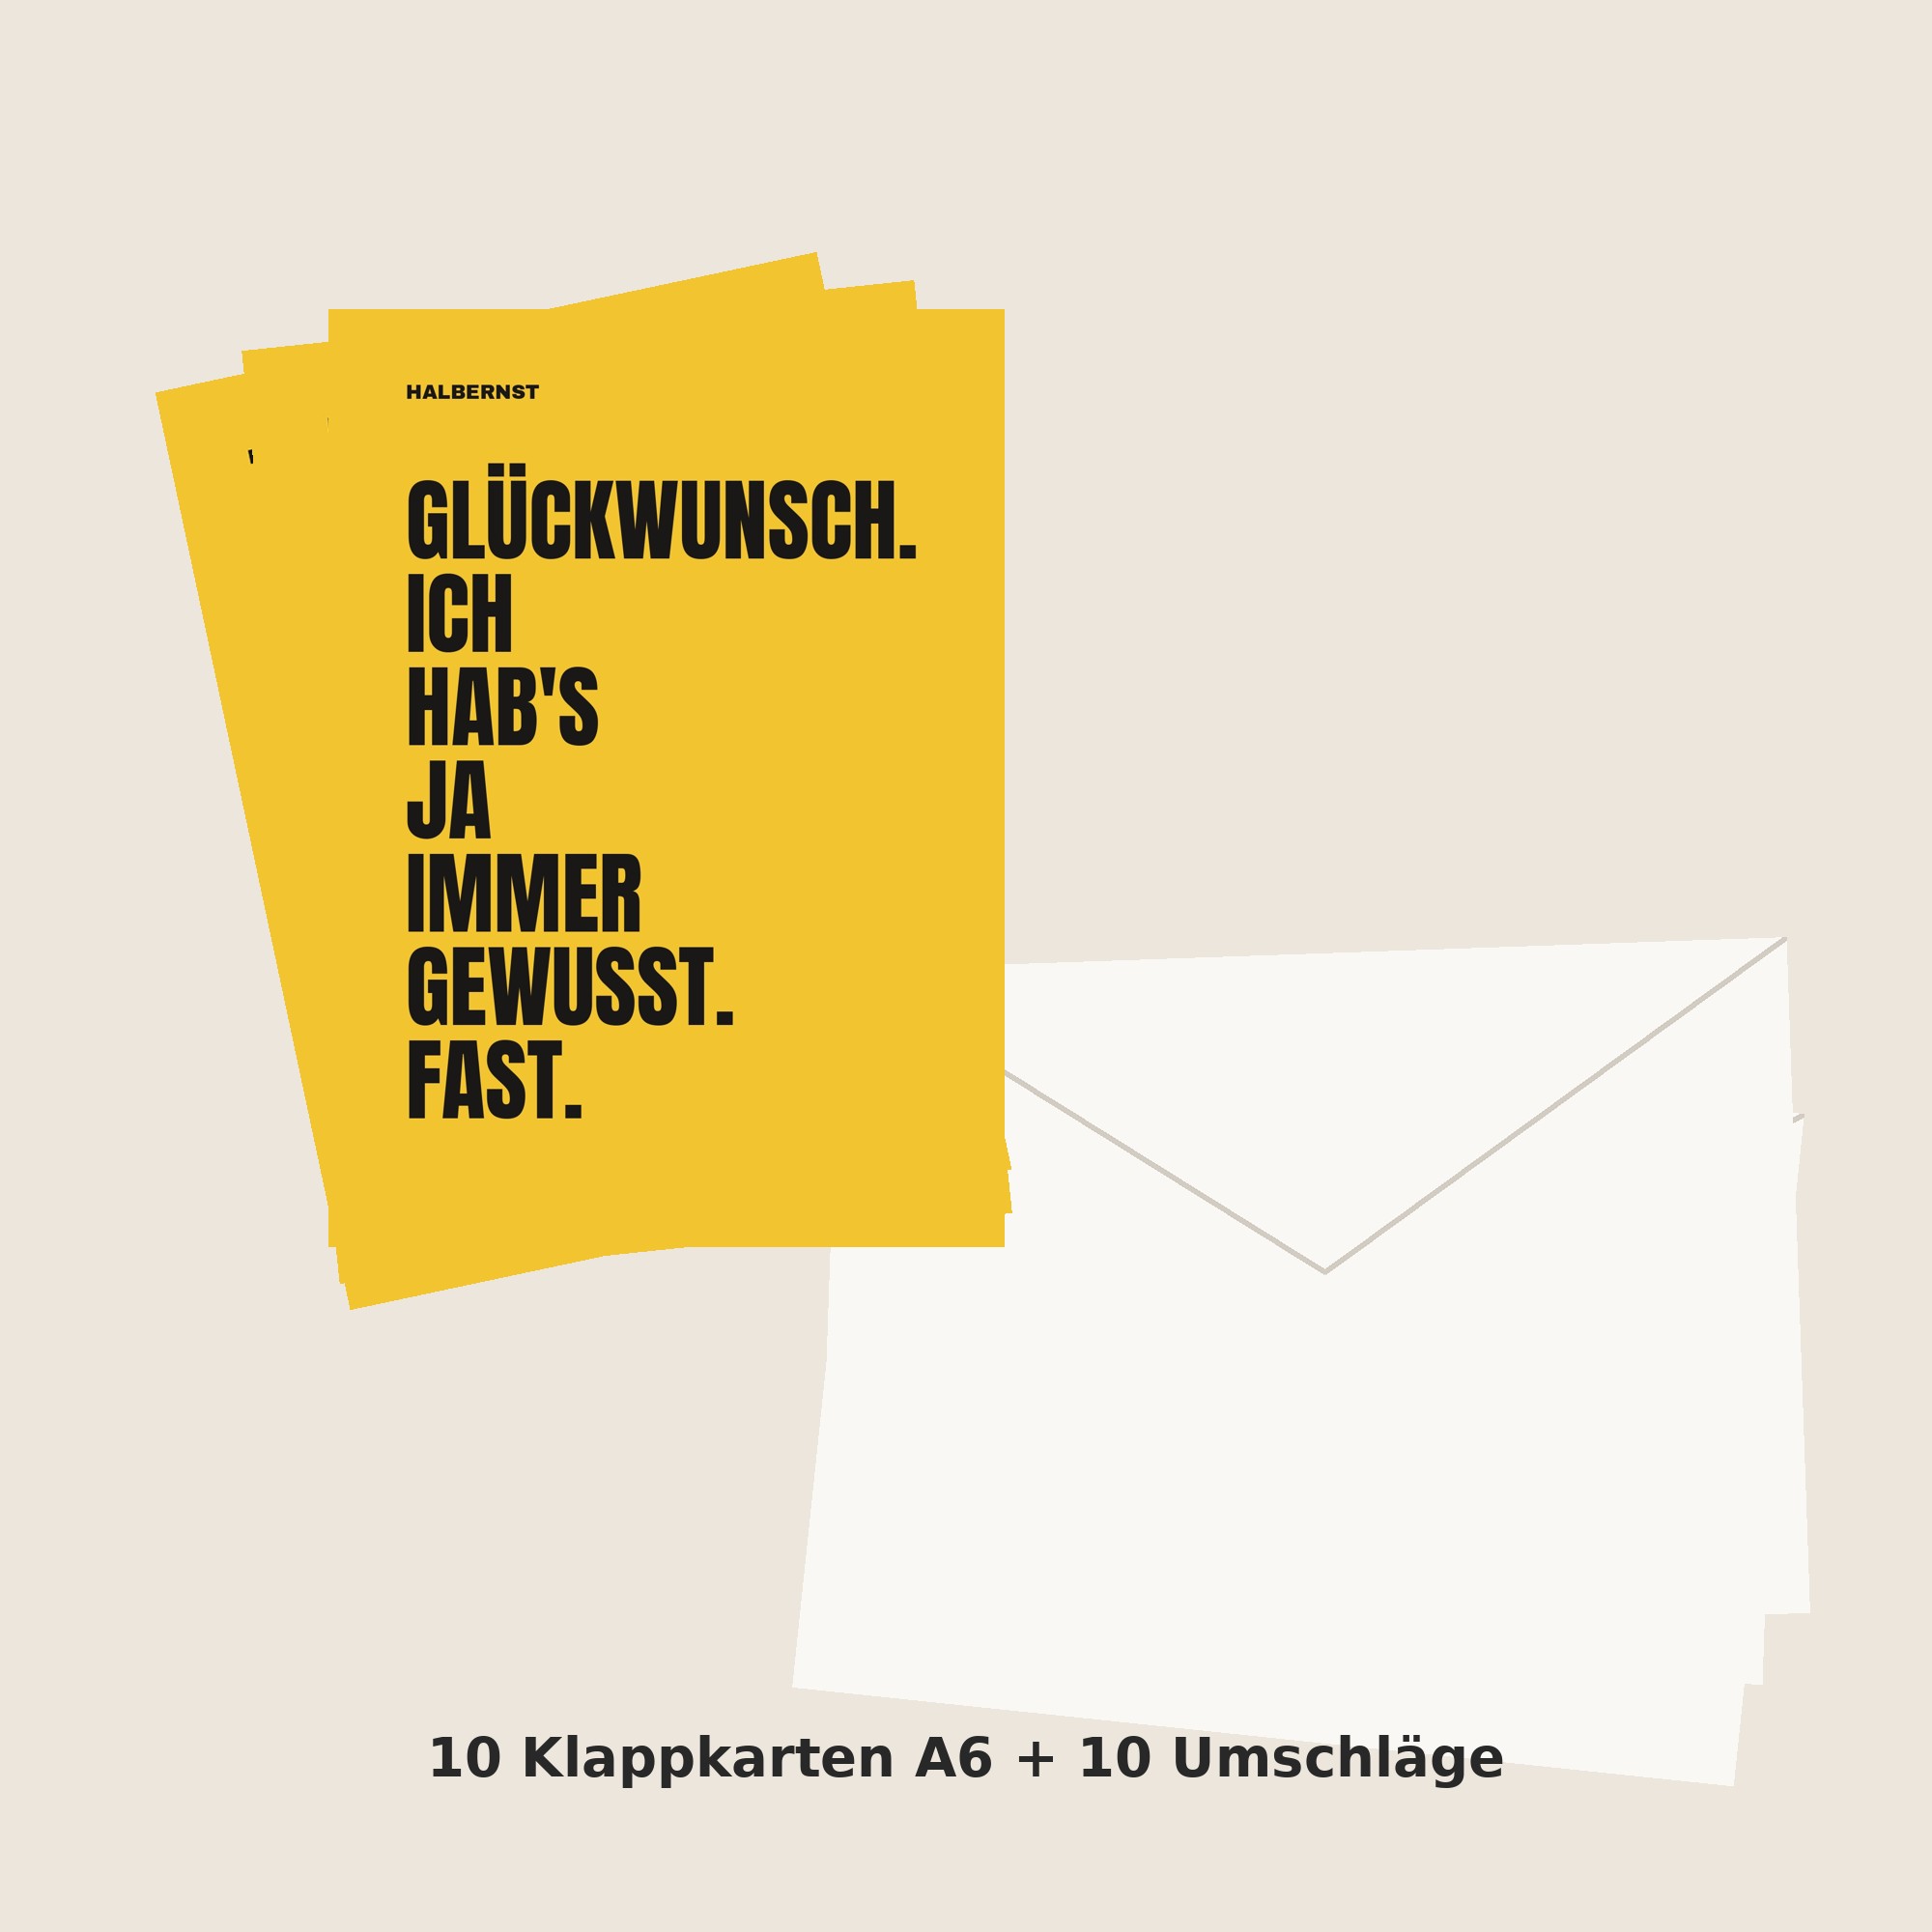 HALBERNST
GLÜCKWUNSCH.
ICH
HAB'S
JA
IMMER
GEWUSST.
FAST.
10 Klappkarten A6 + 10 Umschläge